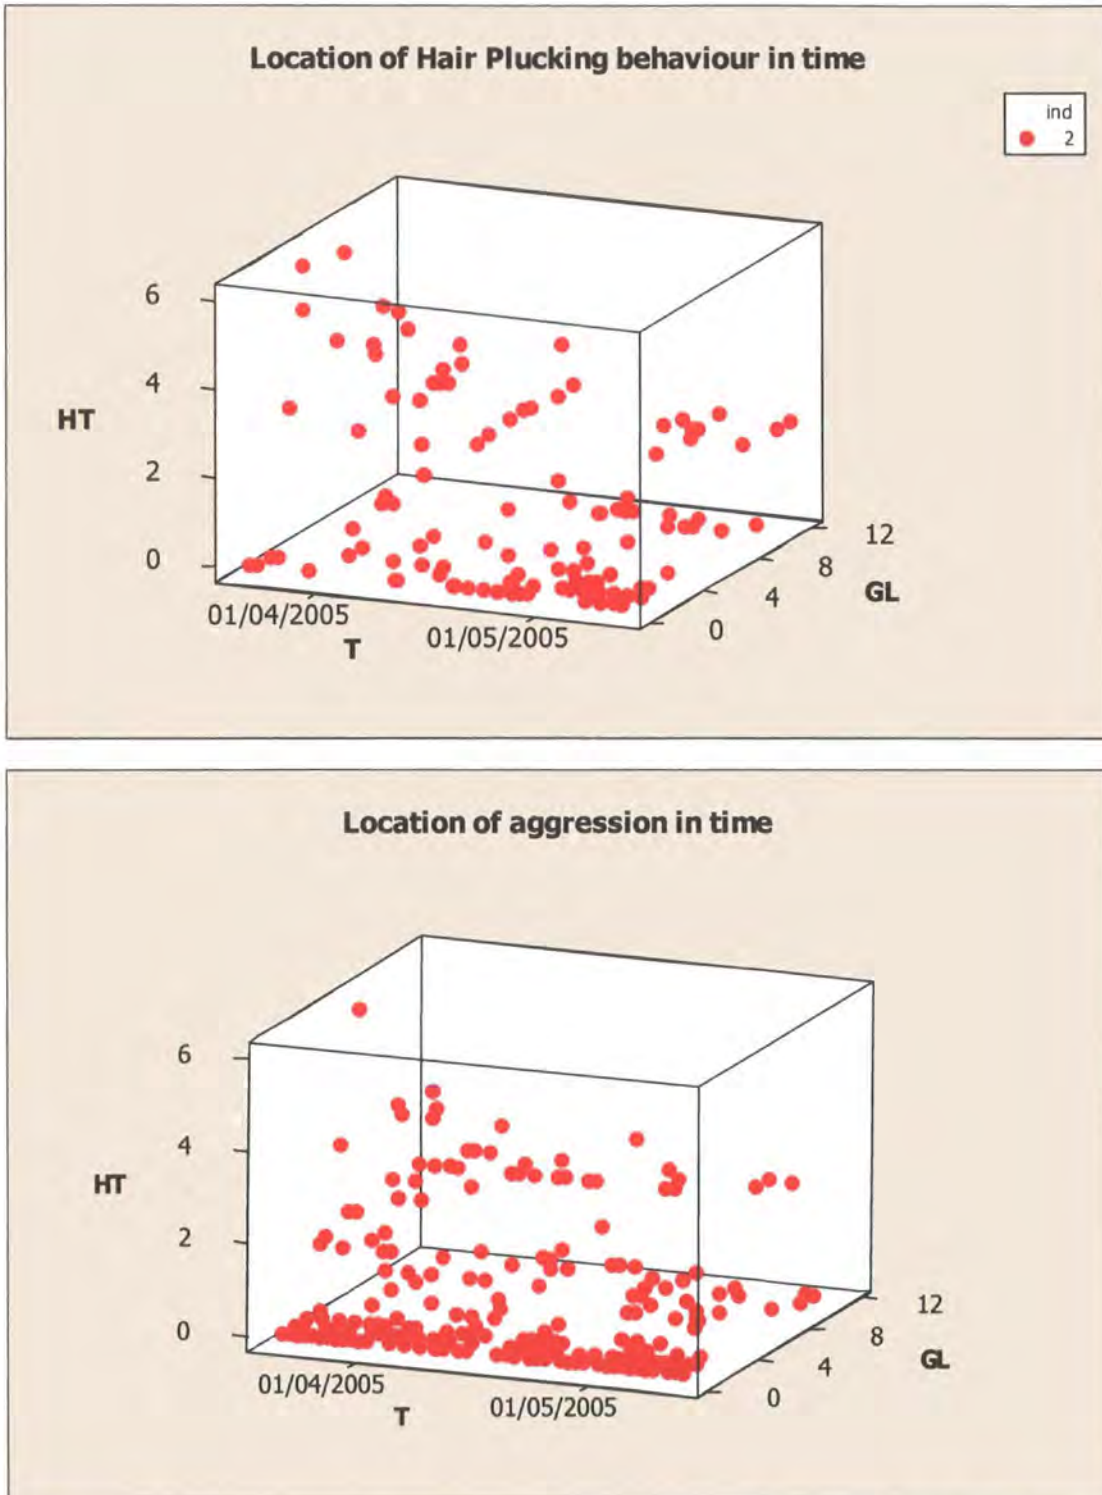 Location of Hair Plucking behaviour in time
ind
2
6
4
2
0
HT
01/04/2005
01/05/2005
T
0
4
8
12
GL
Location of aggression in time
6
4
2
0
HT
01/04/2005
01/05/2005
T
0
4
8
12
GL